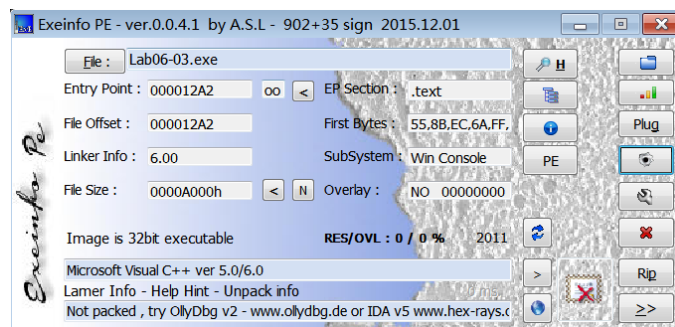 Exeinfo PE - ver.0.0.4.1 by A.S.L - 902+35 sign 2015.12.01
File : Lab06-03.exe H
Entry Point : 000012A2 oo < EP Section : .text
File Offset : 000012A2 First Bytes : 55,8B,EC,6A,FF, Plug
Linker Info : 6.00 SubSystem : Win Console PE
File Size : 0000A000h < N Overlay : NO 00000000
Image is 32bit executable RES/OVL : 0 / 0 % 2011
Microsoft Visual C++ ver 5.0/6.0 > Rip
Lamer Info - Help Hint - Unpack info
Not packed , try OllyDbg v2 - www.ollydbg.de or IDA v5 www.hex-rays.c >>
Exeinfo Pe